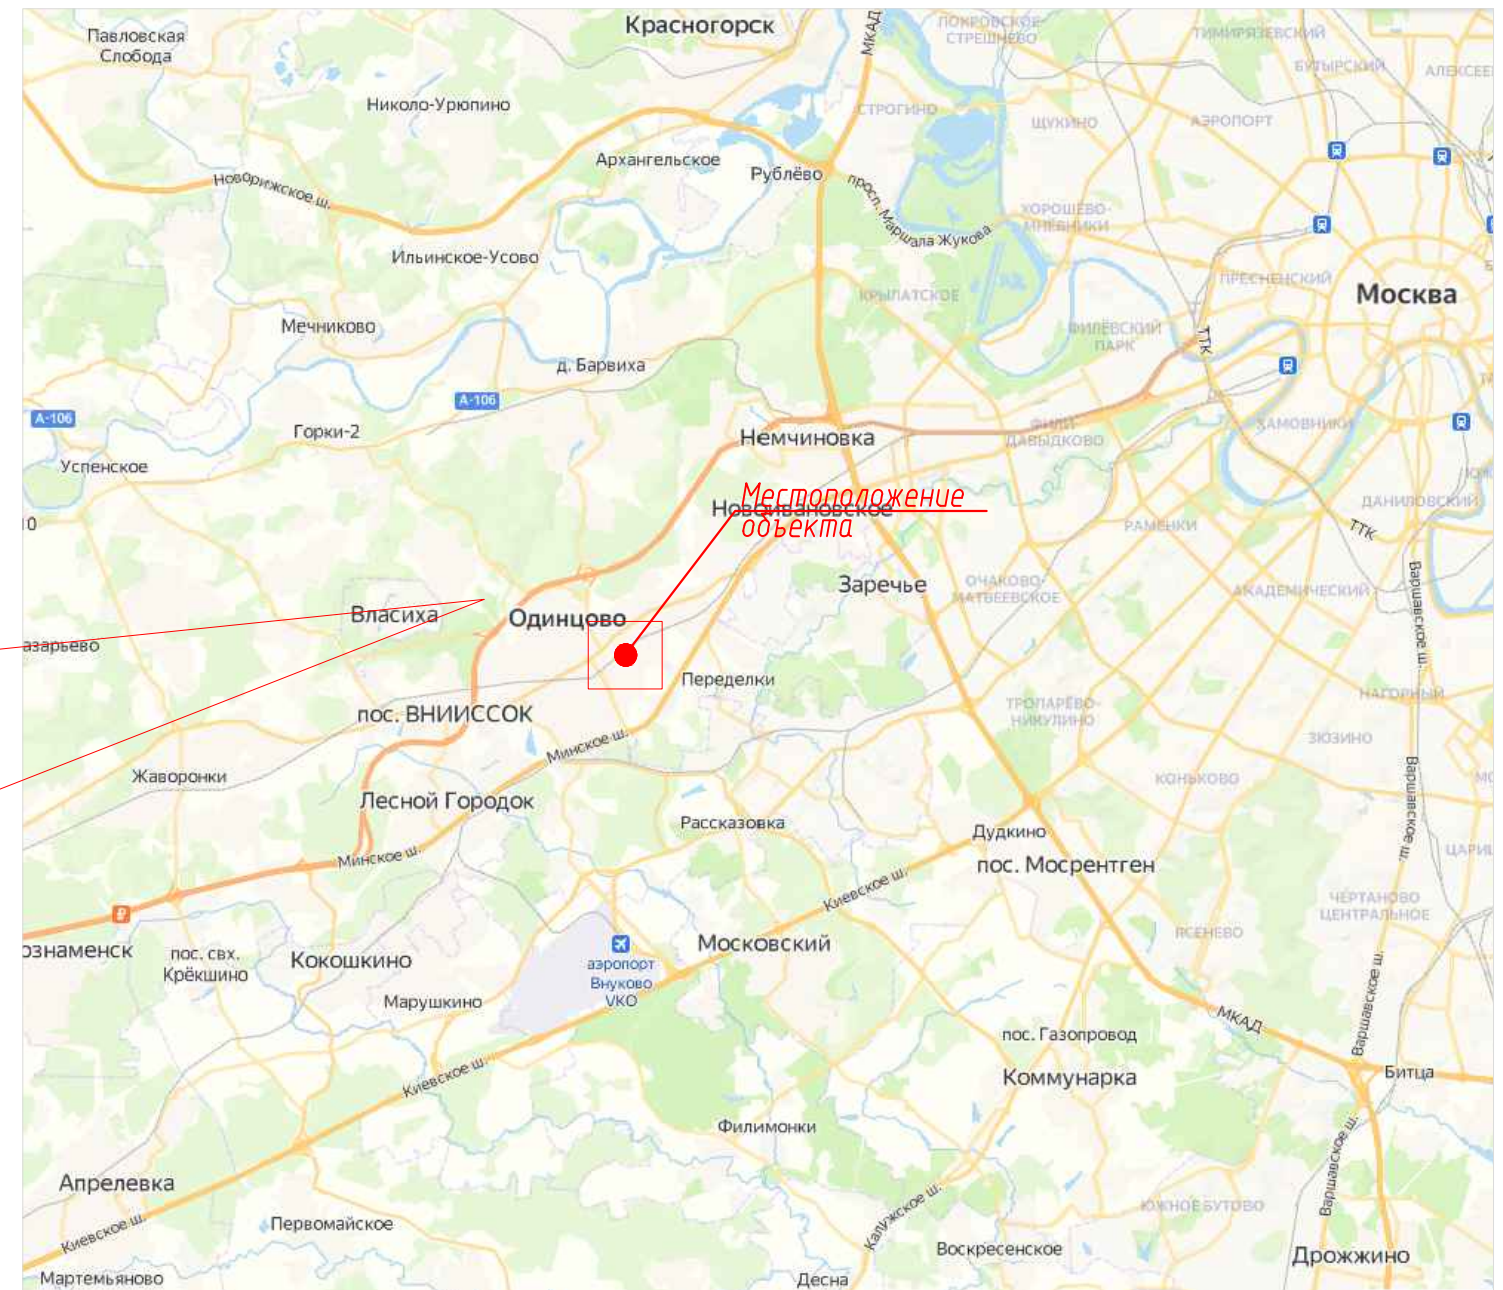 Красногорск
Павловская
Слобода
МКАД
ПОКРОВСКОЕ-
СТРЕШНЕВО
ТИМИРЯЗЕВСКИЙ
БУТЫРСКИЙ
АЛЕКСЕЕ
Николо-Урюпино
СТРОГИНО
ЩУКИНО
АЭРОПОРТ
Архангельское
Рублёво
Новорижское ш.
просп. Маршала Жукова
ХОРОШЁВО-
МНЁВНИКИ
Ильинское-Усово
КРЫЛАТСКОЕ
ПРЕСНЕНСКИЙ
Москва
Мечниково
ФИЛЁВСКИЙ
ПАРК
ТТК
д. Барвиха
А-106
А-106
Горки-2
Немчиновка
ФИЛИ-
ДАВЫДКОВО
ХАМОВНИКИ
Успенское
Местоположение
объекта
Новоивановское
ДАНИЛОВСКИЙ
10
РАМЕНКИ
ТТК
Заречье
ОЧАКОВО-
МАТВЕЕВСКОЕ
АКАДЕМИЧЕСКИЙ
Варшавское ш.
Власиха
Одинцово
азарьево
Переделки
НАГОРНЫЙ
пос. ВНИИССОК
ТРОПАРЁВО-
НИКУЛИНО
Минское ш.
ЗЮЗИНО
Жаворонки
КОНЬКОВО
Варшавское ш.
Лесной Городок
Рассказовка
Дудкино
Минское ш.
пос. Мосрентген
ЦАРИЦ
Киевское ш.
ЧЕРТАНОВО
ЦЕНТРАЛЬНОЕ
ЯСЕНЕВО
ознаменск
пос. свх.
Крёкшино
Кокошкино
Московский
аэропорт
Внуково
VKO
Марушкино
Варшавское ш.
МКАД
пос. Газопровод
Киевское ш.
Коммунарка
Битца
Филимонки
Варшавское ш.
Апрелевка
Калужское ш.
ЮЖНОЕ БУТОВО
Первомайское
Киевское ш.
Воскресенское
Дрожжино
Мартемьяново
Десна